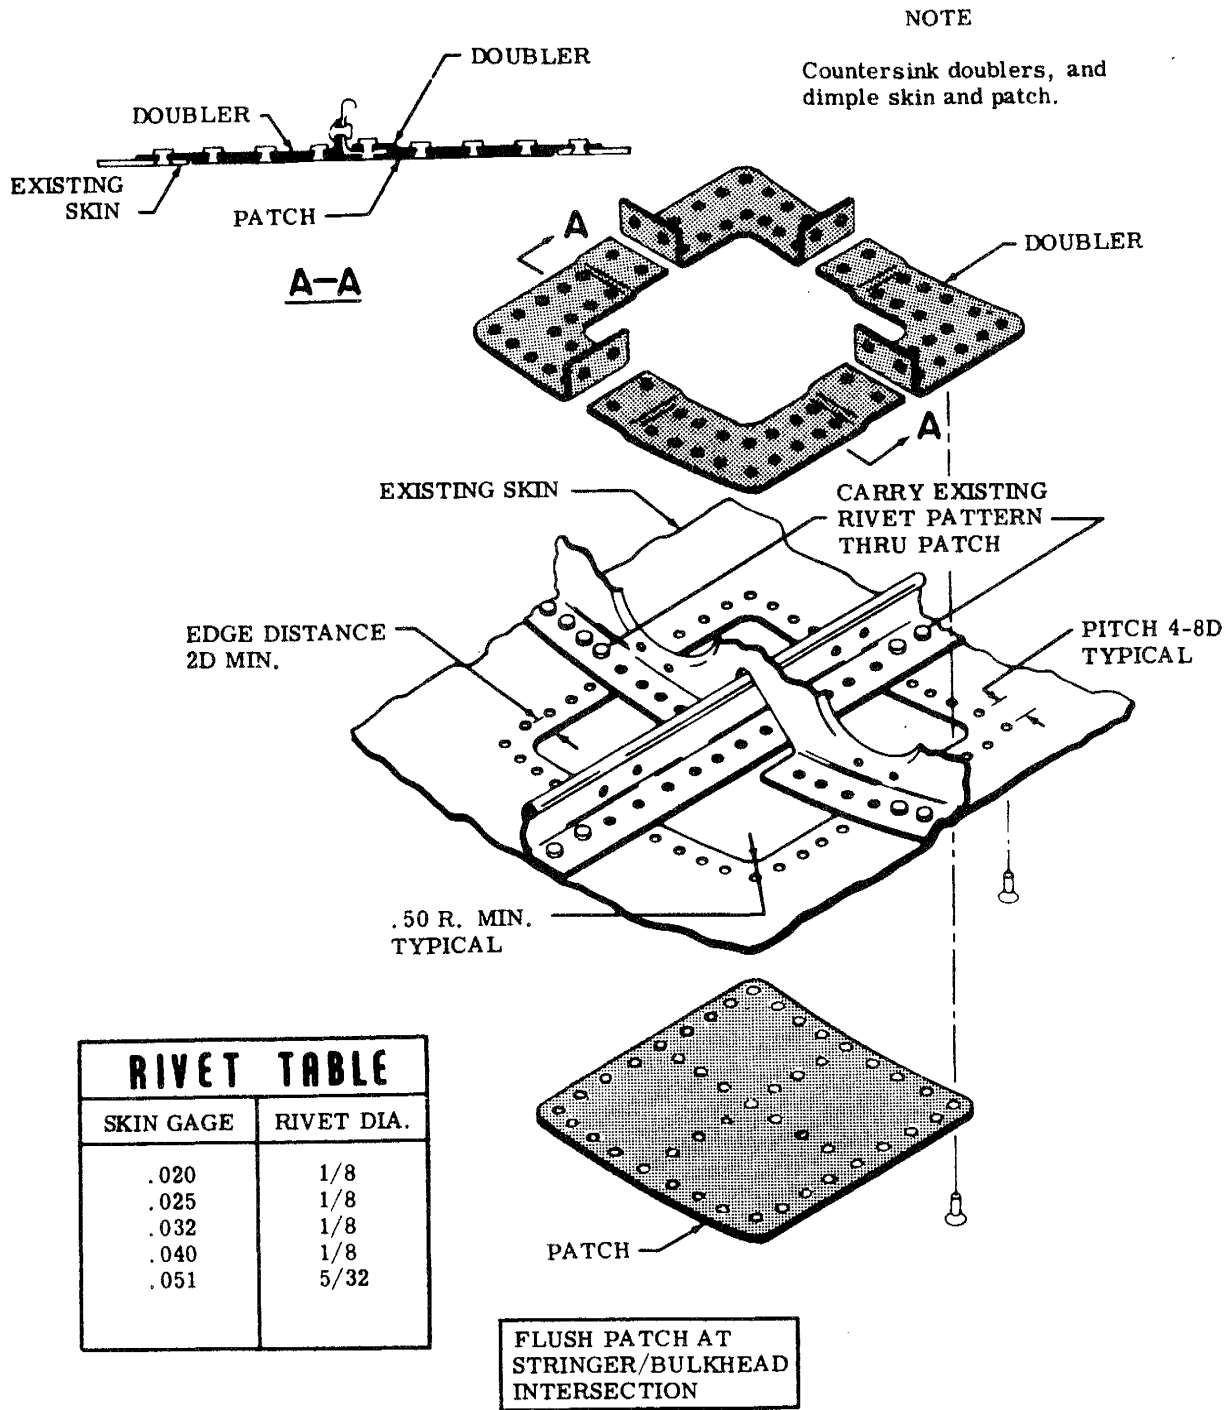 NOTE
Countersink doublers, and
dimple skin and patch.
DOUBLER
DOUBLER
EXISTING
SKIN
PATCH
A
A-A
DOUBLER
A
EXISTING SKIN
CARRY EXISTING
RIVET PATTERN
THRU PATCH
EDGE DISTANCE
2D MIN.
PITCH 4-8D
TYPICAL
.50 R. MIN.
TYPICAL
RIVET TABLE
SKIN GAGE RIVET DIA.
.020 1/8
.025 1/8
.032 1/8
.040 1/8
.051 5/32
PATCH
FLUSH PATCH AT
STRINGER/BULKHEAD
INTERSECTION